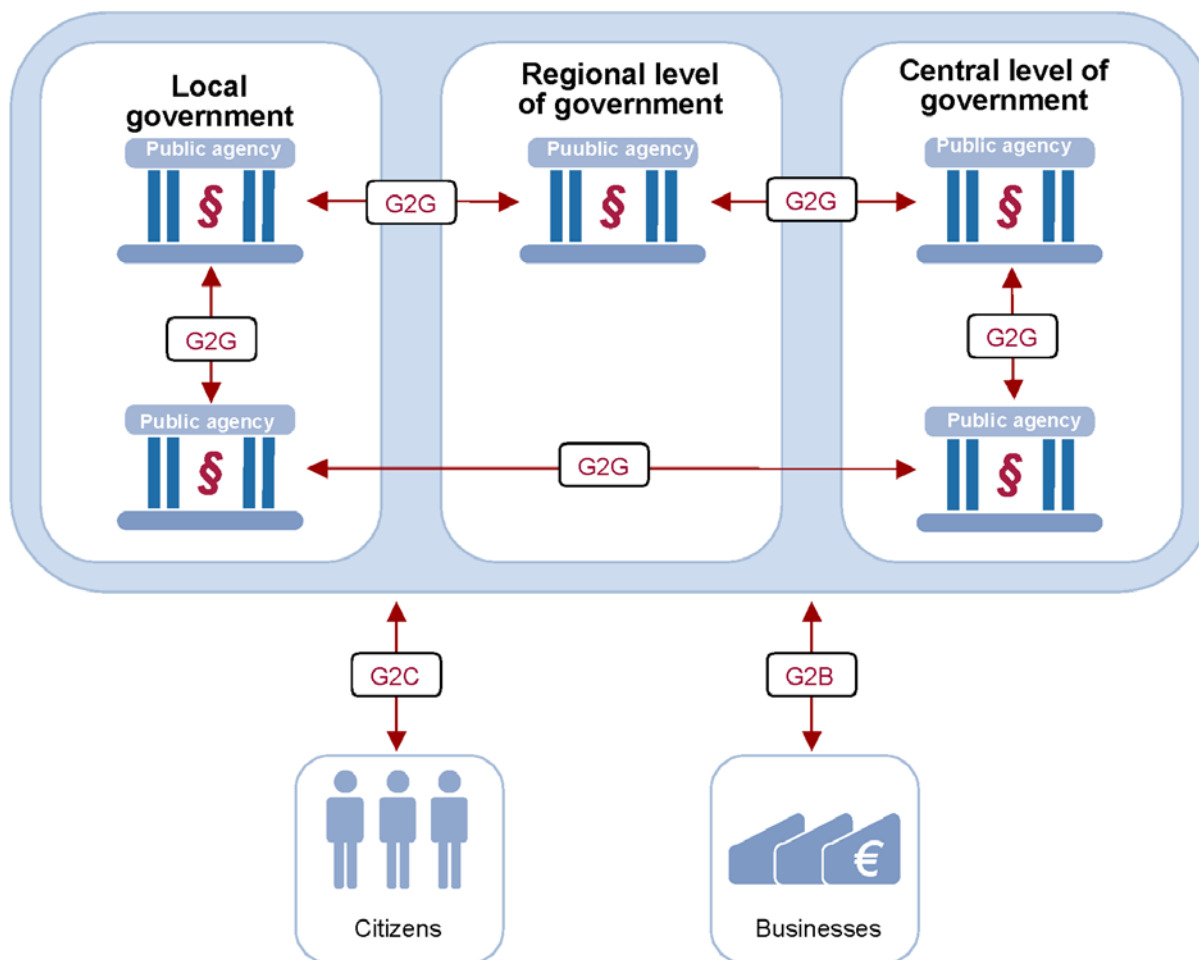 Local
government
Regional level
of government
Central level of
government
Public agency
Puublic agency
Public agency
§
G2G
§
G2G
§
G2G
G2G
Public agency
Public agency
§
G2G
§
G2C
G2B
€
Citizens
Businesses